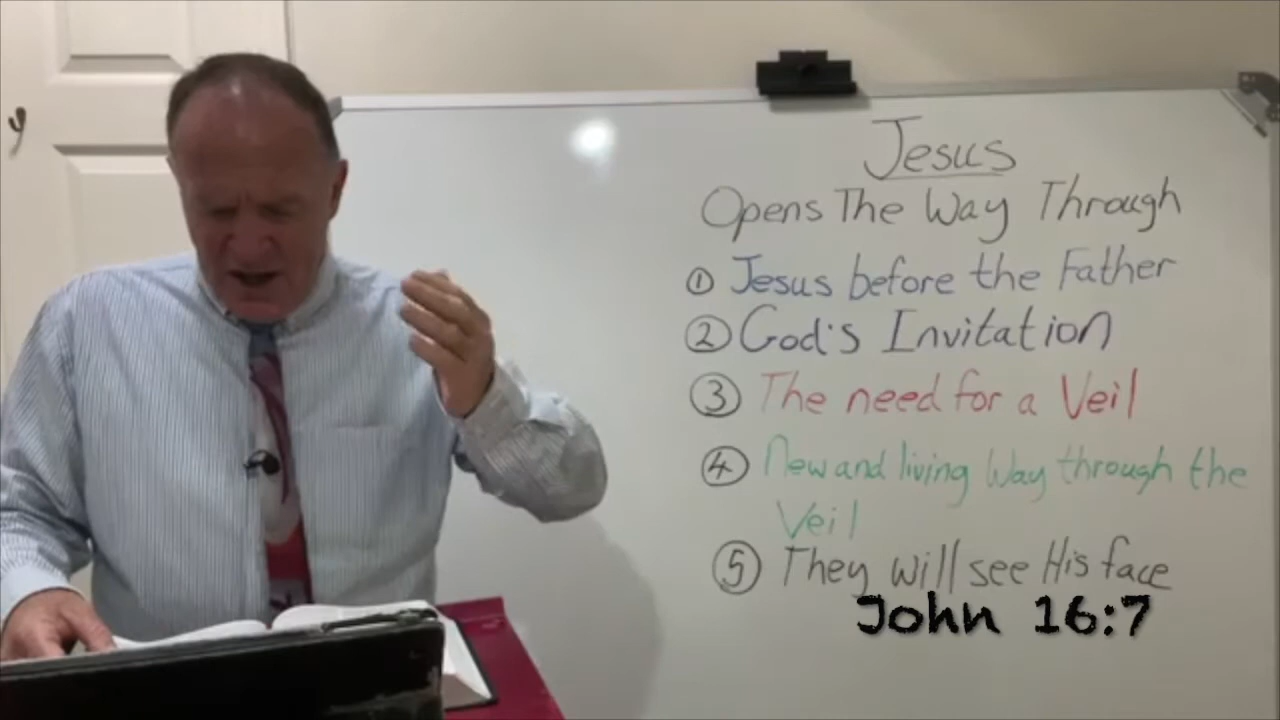 Jesus
Opens The Way Through
① Jesus before the Father
② God's Invitation
③ The need for a Veil
④ New and living Way through the
Veil
⑤ They will see His face
John 16:7